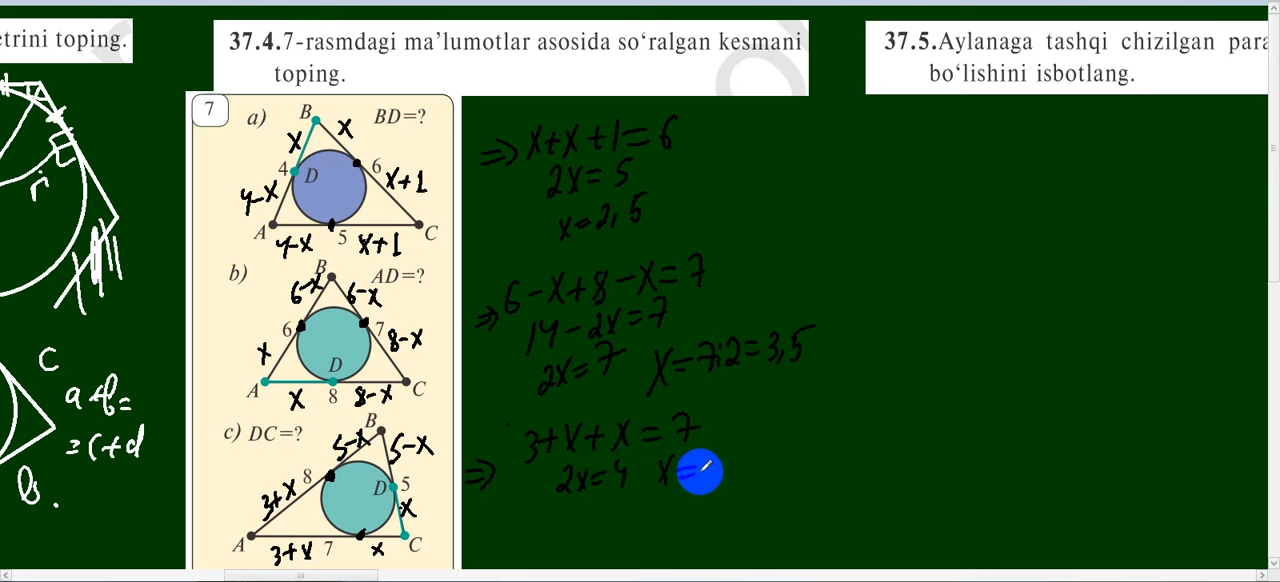 etrini toping.
37.4.7-rasmdagi ma’lumotlar asosida so‘ralgan kesmani
toping.
37.5.Aylanaga tashqi chizilgan para
bo‘lishini isbotlang.
r
C
a+b=
=c+d
7
a) BD=?
B
x x
4 D 6
4-x x+1
A 5 C
4-x x+1
⇒ x+x+1=6
2x=5
x=2,5
b) AD=?
B
6-x 6-x
6 7
x 8-x
D
A 8 C
x 8-x
⇒ 6-x+8-x=7
14-2x=7
2x=7 x=7:2=3,5
c) DC=?
B
5-x 5-x
8 D 5
3+x x
A 7 C
3+x x
⇒ 3+x+x=7
2x=4 x=